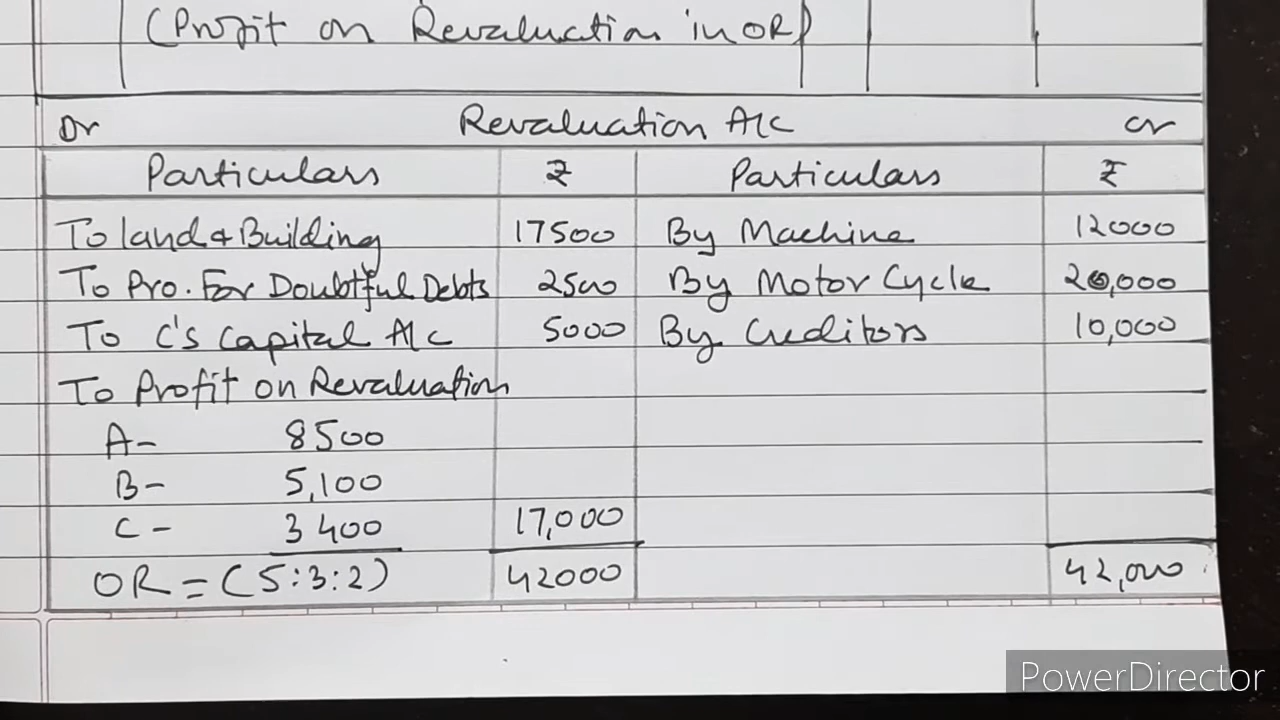 (Profit on Revaluation in OR)
Dr Revaluation A/c Cr
Particulars ₹ Particulars ₹
To land & Building 17500 By Machine 12000
To Pro. For Doubtful Debts 2500 By Motor Cycle 20,000
To C's Capital A/c 5000 By Creditors 10,000
To Profit on Revaluation
A- 8500
B- 5,100
C- 3400 17,000
OR = (5:3:2) 42000 42,000
PowerDirector